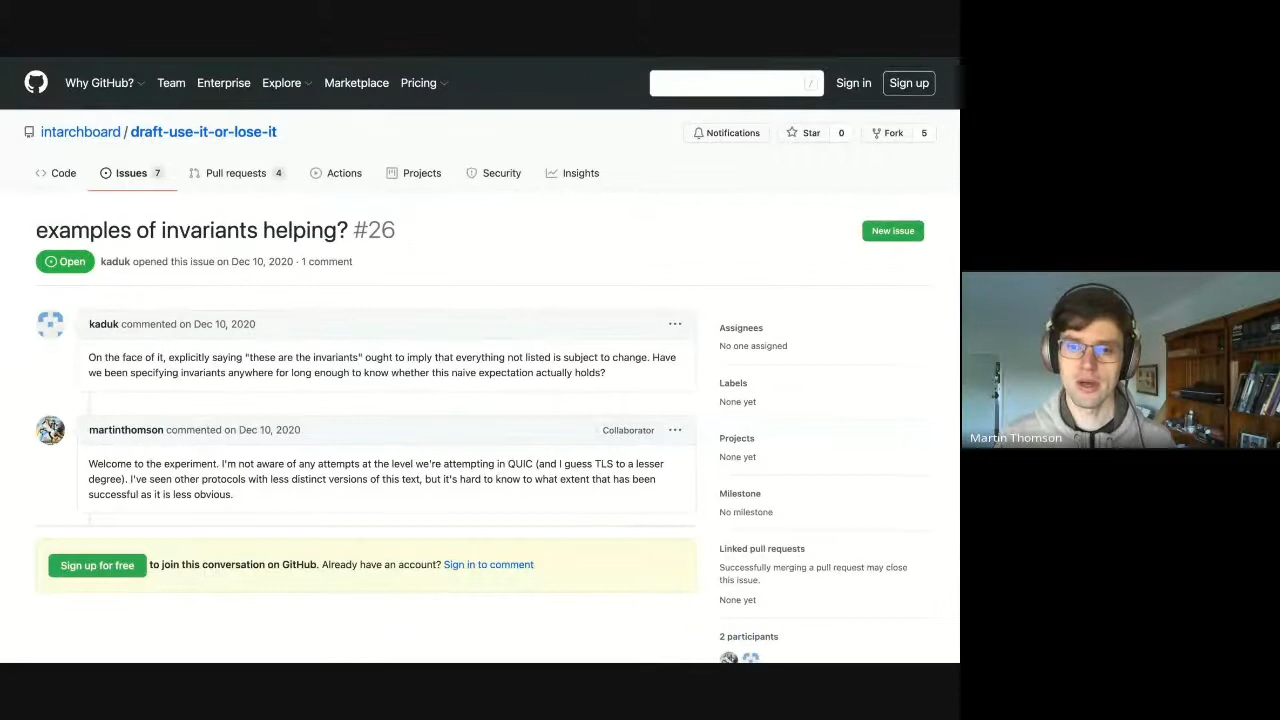 Why GitHub? Team Enterprise Explore Marketplace Pricing / Sign in Sign up
intarchboard / draft-use-it-or-lose-it Notifications Star 0 Fork 5
Code Issues 7 Pull requests 4 Actions Projects Security Insights
examples of invariants helping? #26 New issue
Open kaduk opened this issue on Dec 10, 2020 · 1 comment
kaduk commented on Dec 10, 2020 ···
On the face of it, explicitly saying "these are the invariants" ought to imply that everything not listed is subject to change. Have
we been specifying invariants anywhere for long enough to know whether this naive expectation actually holds?
martinthomson commented on Dec 10, 2020 Collaborator ···
Welcome to the experiment. I'm not aware of any attempts at the level we're attempting in QUIC (and I guess TLS to a lesser
degree). I've seen other protocols with less distinct versions of this text, but it's hard to know to what extent that has been
successful as it is less obvious.
Sign up for free to join this conversation on GitHub. Already have an account? Sign in to comment
Assignees
No one assigned
Labels
None yet
Projects
None yet
Milestone
No milestone
Linked pull requests
Successfully merging a pull request may close
this issue.
None yet
2 participants
Martin Thomson